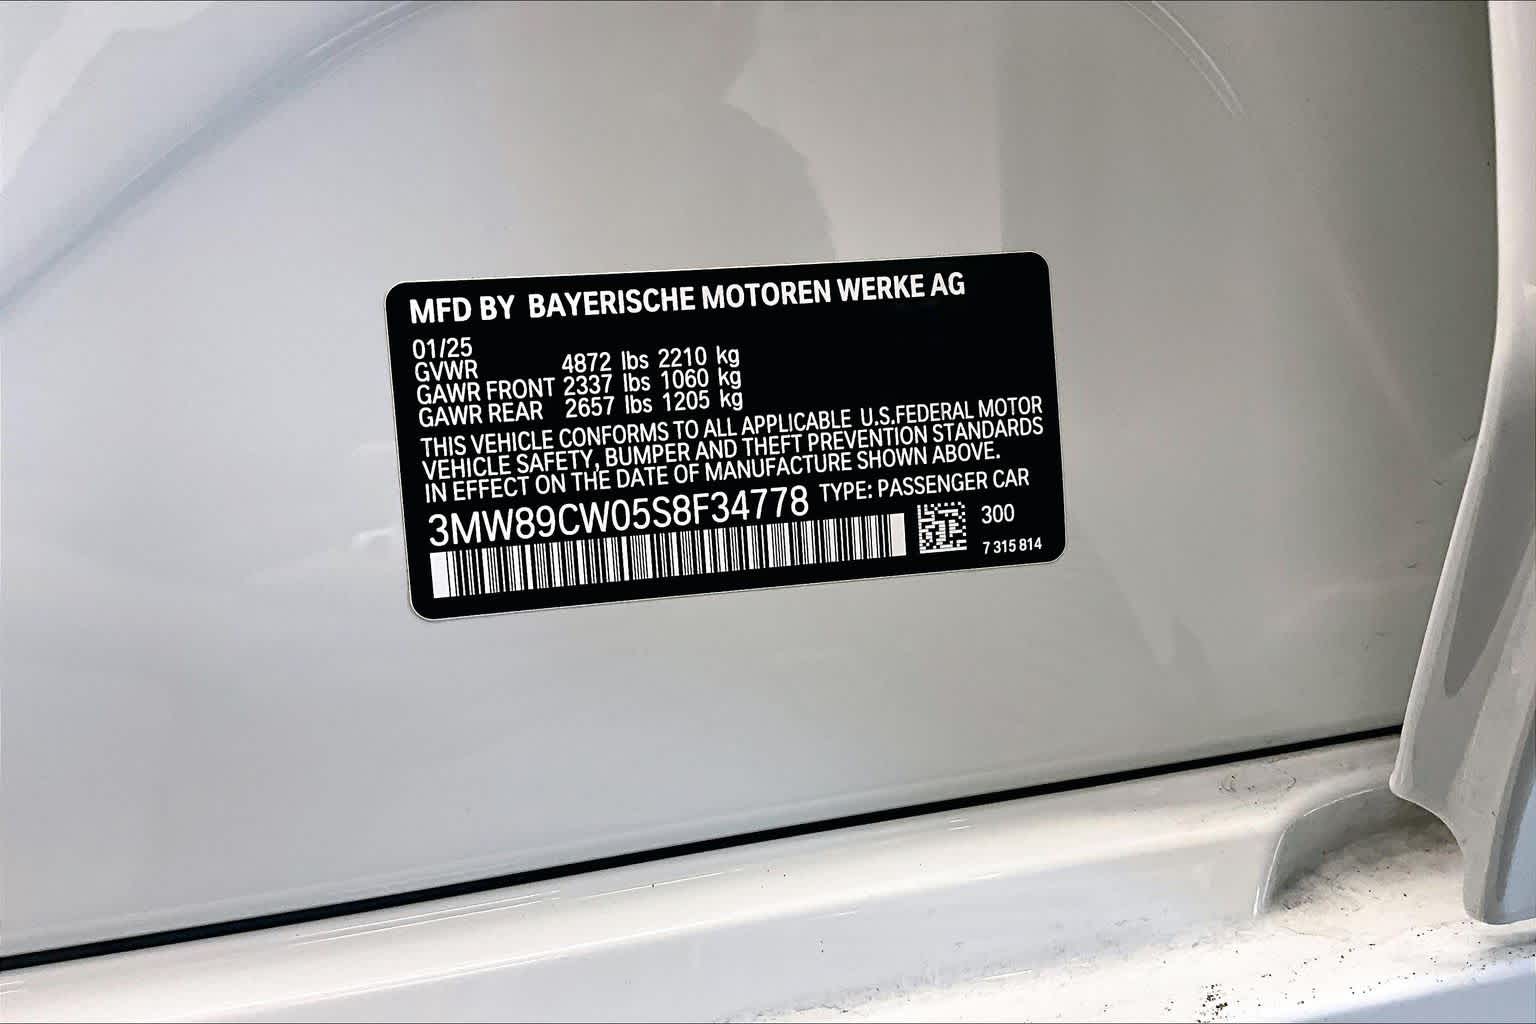 MFD BY BAYERISCHE MOTOREN WERKE AG
01/25
GVWR 4872 lbs 2210 kg
GAWR FRONT 2337 lbs 1060 kg
GAWR REAR 2657 lbs 1205 kg
THIS VEHICLE CONFORMS TO ALL APPLICABLE U.S.FEDERAL MOTOR
VEHICLE SAFETY, BUMPER AND THEFT PREVENTION STANDARDS
IN EFFECT ON THE DATE OF MANUFACTURE SHOWN ABOVE.
3MW89CW05S8F34778 TYPE: PASSENGER CAR
300
7 315 814